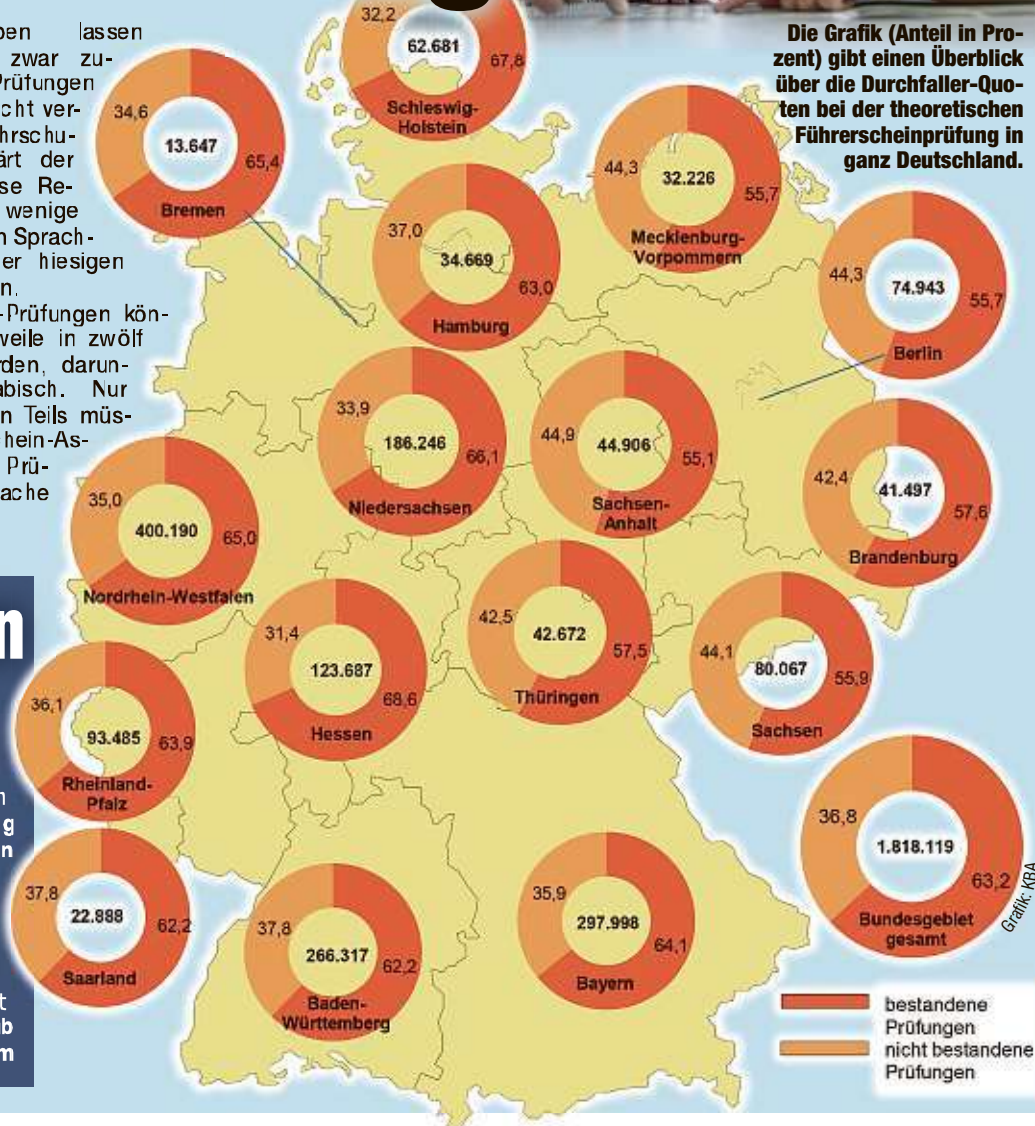 lassen
zwar zu-
34,6
13.647
65,4
Bremen
32,2
62.681
67,8
Schleswig-
Holstein
Die Grafik (Anteil in Pro-
zent) gibt einen Überblick
über die Durchfaller-Quo-
ten bei der theoretischen
Führerscheinprüfung in
ganz Deutschland.
der
Re-
wenige
Sprach-
hiesigen
-Prüfungen kön-
in zwölf
darun-
Nur
Teils müs-
Prü-
37,0
34.669
63,0
Hamburg
44,3
32.226
55,7
Mecklenburg-
Vorpommern
44,3
74.943
55,7
Berlin
35,0
400.190
65,0
Nordrhein-Westfalen
33,9
186.246
66,1
Niedersachsen
44,9
44.906
55,1
Sachsen-
Anhalt
42,4
41.497
57,6
Brandenburg
36,1
93.485
63,9
Rheinland-
Pfalz
31,4
123.687
68,6
Hessen
42,5
42.672
57,5
Thüringen
44,1
80.067
55,9
Sachsen
37,8
22.888
62,2
Saarland
37,8
266.317
62,2
Baden-
Württemberg
35,9
297.998
64,1
Bayern
36,8
1.818.119
63,2
Bundesgebiet
gesamt
Grafik: KBA
bestandene
Prüfungen
nicht bestandene
Prüfungen